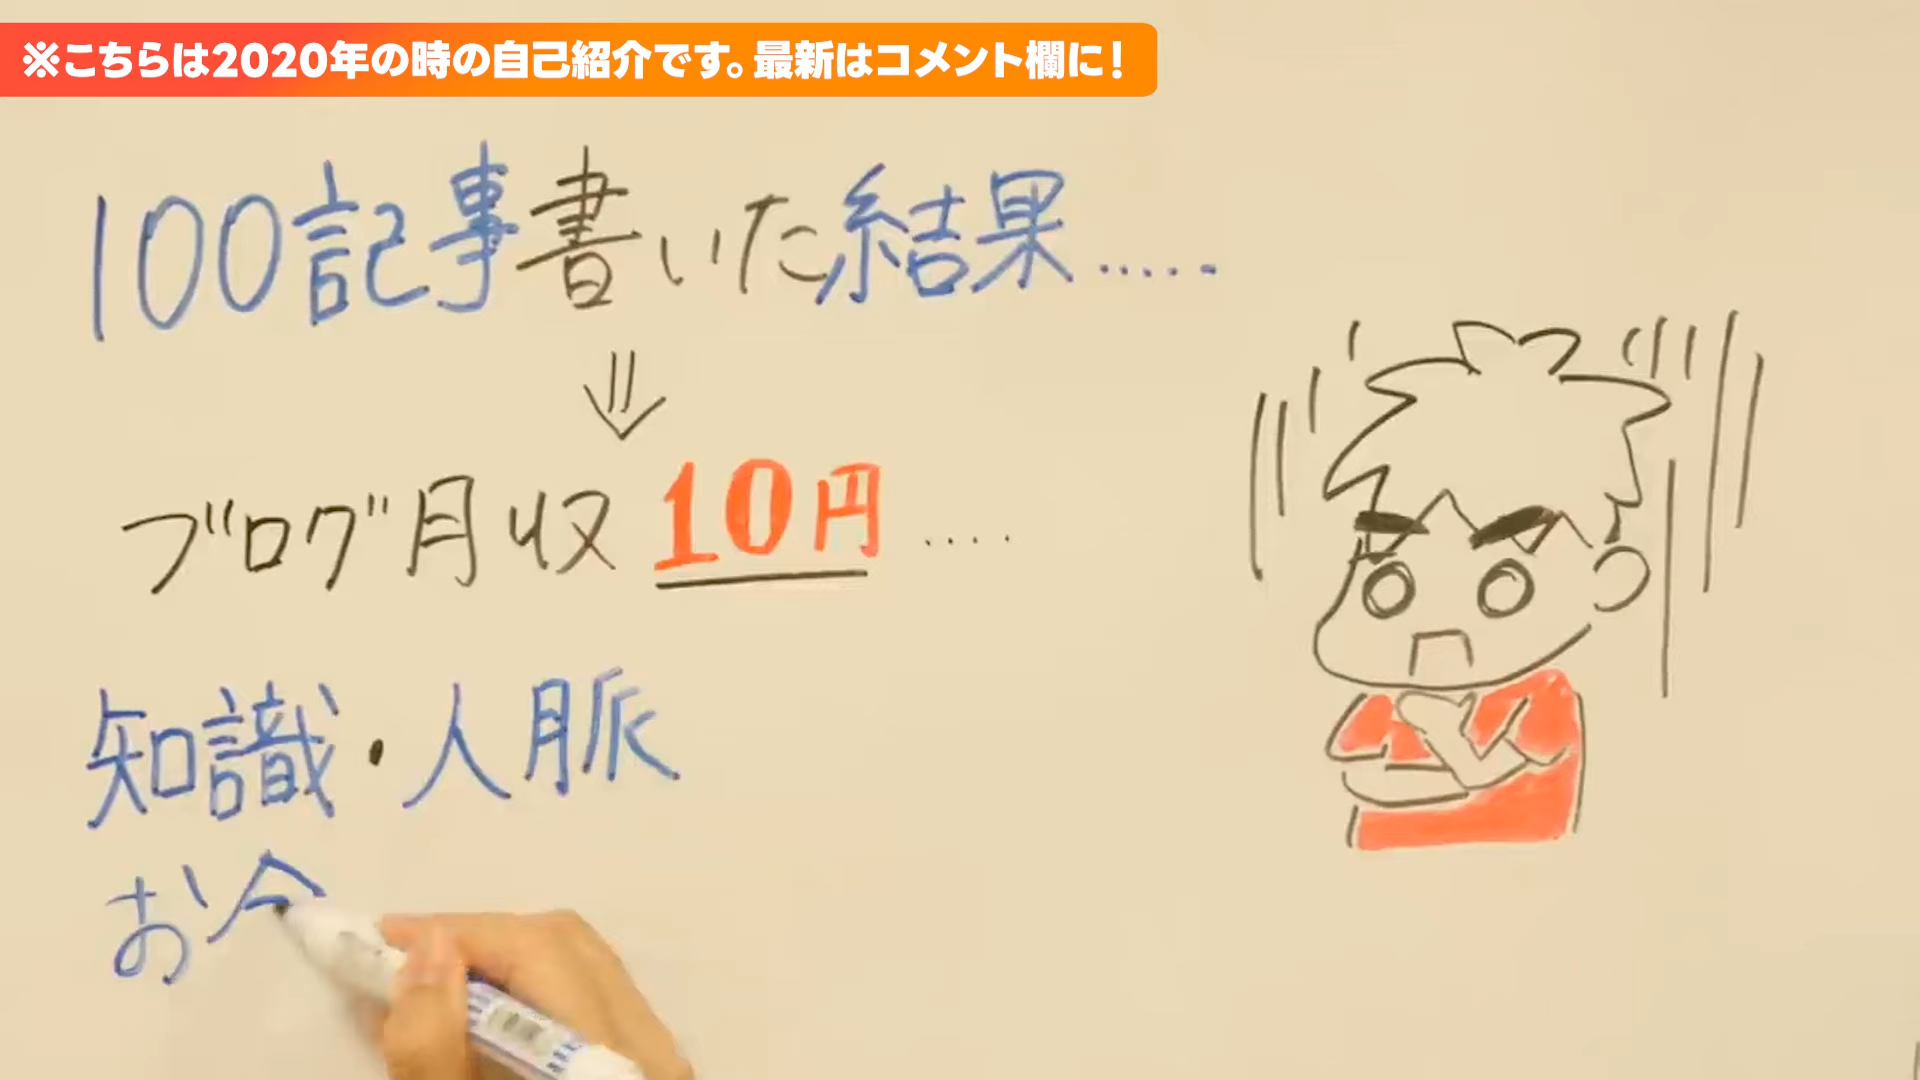 ※こちらは2020年の時の自己紹介です。最新はコメント欄に!
100記事書いた結果.....
ブログ月収10円....
知識・人脈
お